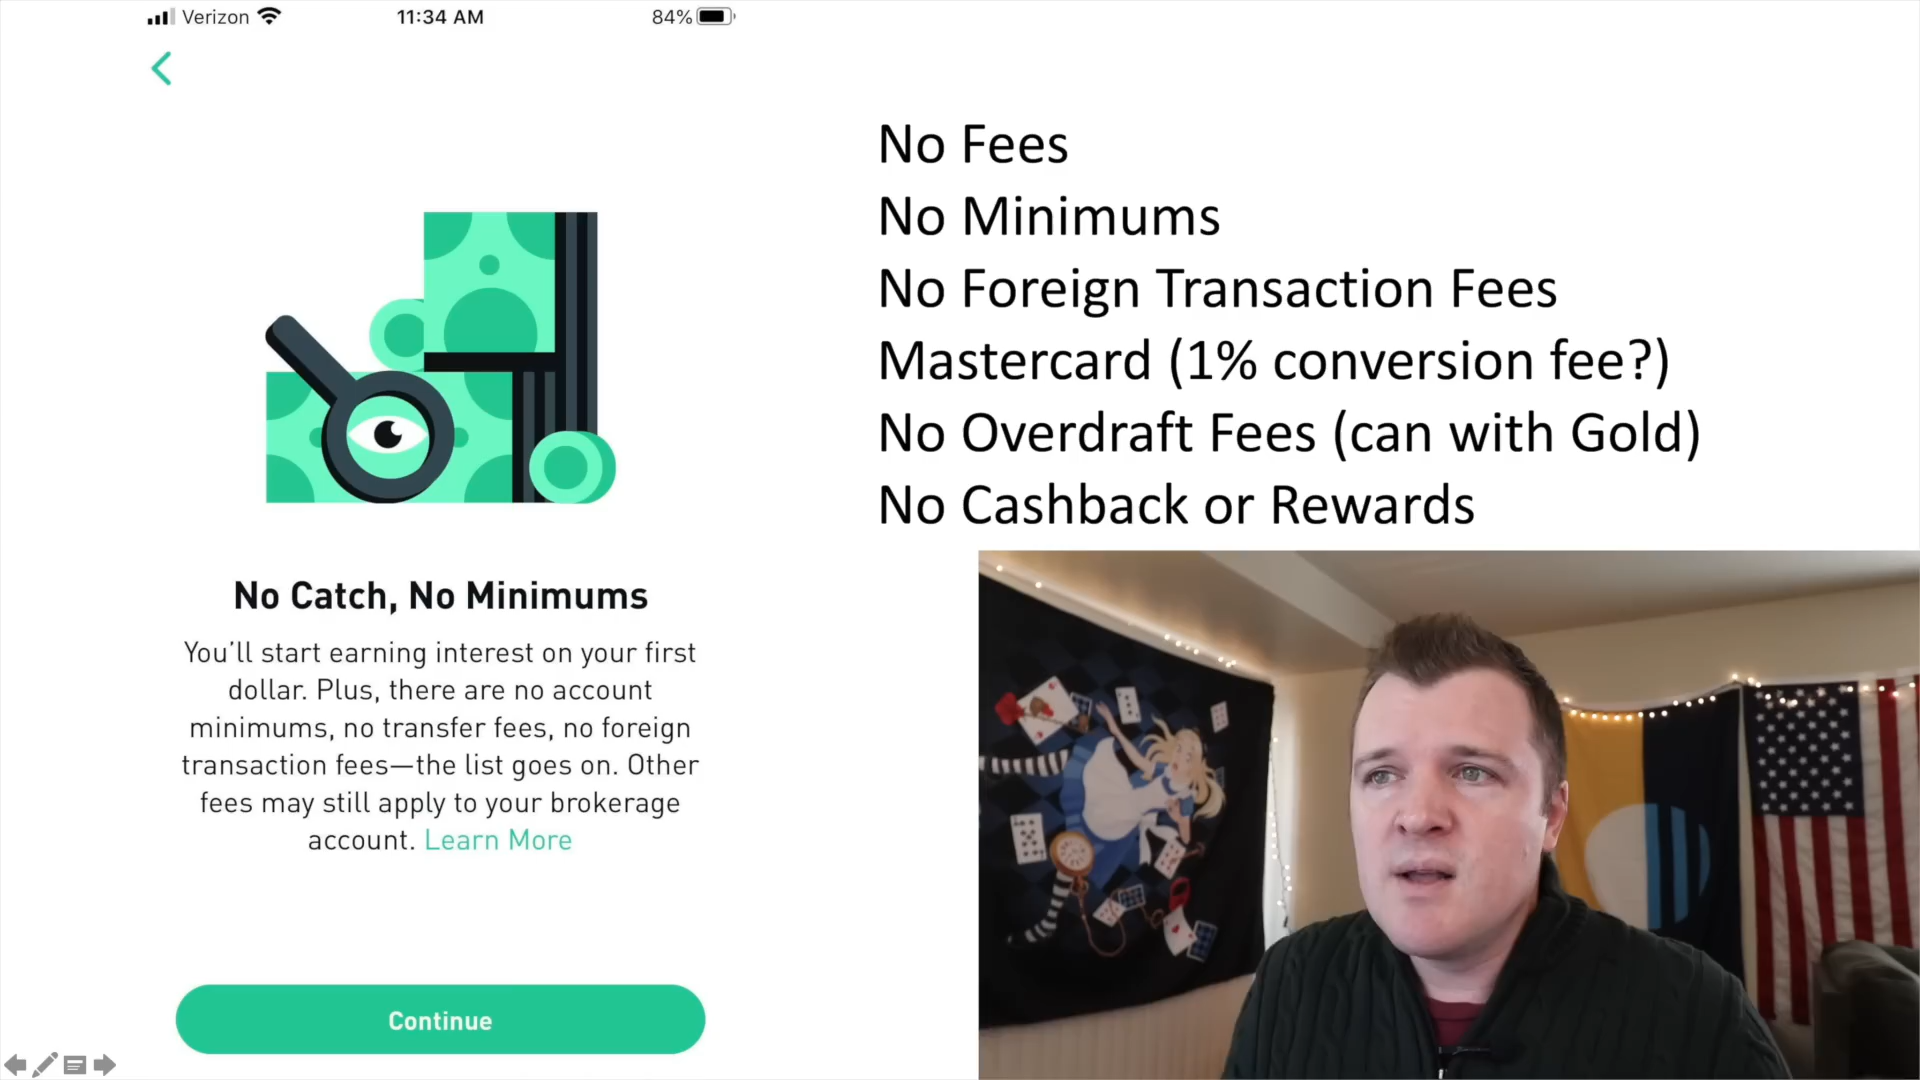 Verizon
11:34 AM
84%
No Catch, No Minimums
You’ll start earning interest on your first
dollar. Plus, there are no account
minimums, no transfer fees, no foreign
transaction fees—the list goes on. Other
fees may still apply to your brokerage
account. Learn More
Continue
No Fees
No Minimums
No Foreign Transaction Fees
Mastercard (1% conversion fee?)
No Overdraft Fees (can with Gold)
No Cashback or Rewards